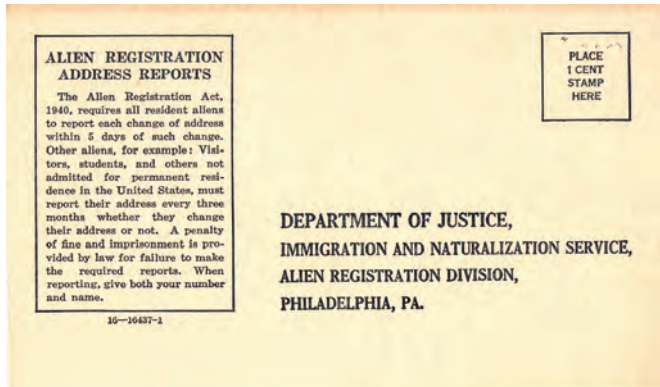 ALIEN REGISTRATION
ADDRESS REPORTS
The Alien Registration Act,
1940, requires all resident aliens
to report each change of address
within 5 days of such change.
Other aliens, for example: Visi-
tors, students, and others not
admitted for permanent resi-
dence in the United States, must
report their address every three
months whether they change
their address or not. A penalty
of fine and imprisonment is pro-
vided by law for failure to make
the required reports. When
reporting, give both your number
and name.
16—16437-1
PLACE
1 CENT
STAMP
HERE
DEPARTMENT OF JUSTICE,
IMMIGRATION AND NATURALIZATION SERVICE,
ALIEN REGISTRATION DIVISION,
PHILADELPHIA, PA.